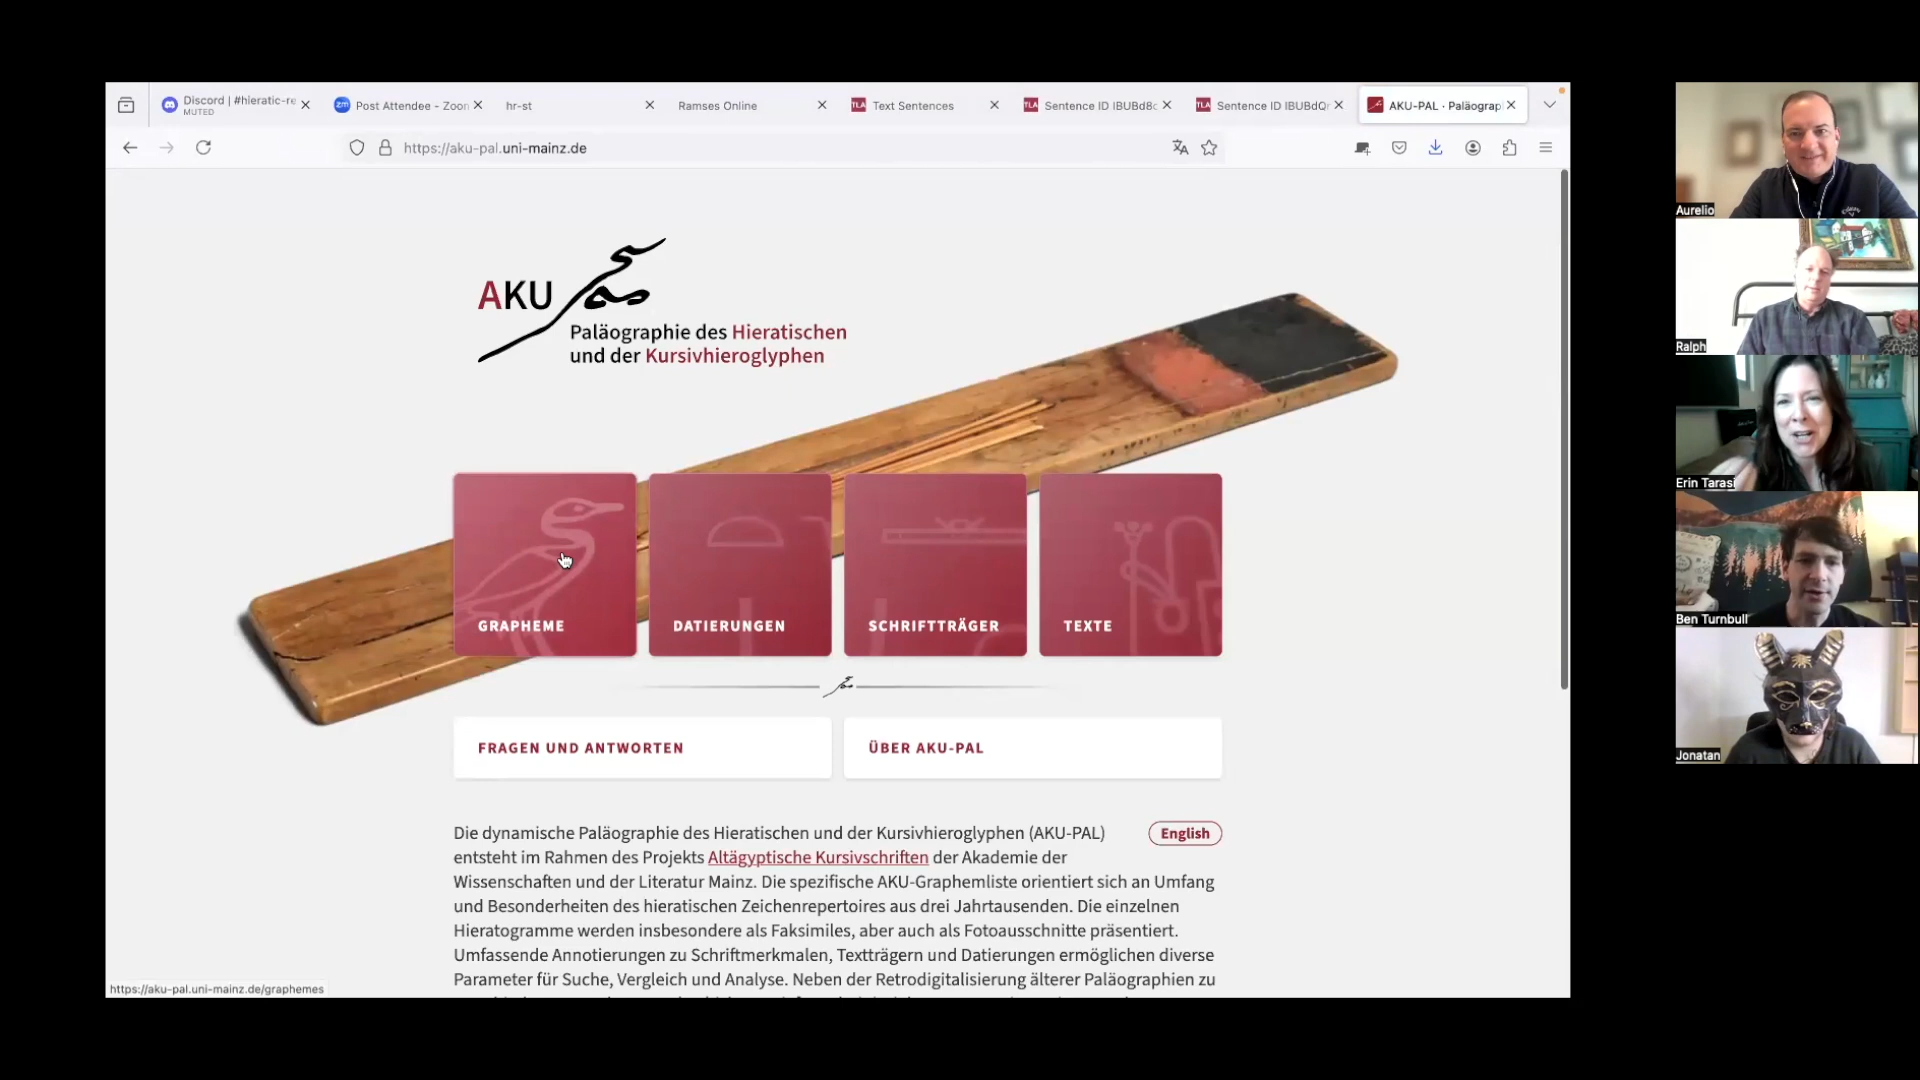 Discord | #hieratic-re
MUTED
Post Attendee - Zoon
hr-st
Ramses Online
TLA Text Sentences
TLA Sentence ID IBUBd8c
TLA Sentence ID IBUBdQr
AKU-PAL · Paläograp
https://aku-pal.uni-mainz.de
AKU
Paläographie des Hieratischen
und der Kursivhieroglyphen
GRAPHEME
DATIERUNGEN
SCHRIFTTRÄGER
TEXTE
FRAGEN UND ANTWORTEN
ÜBER AKU-PAL
Die dynamische Paläographie des Hieratischen und der Kursivhieroglyphen (AKU-PAL)
English
entsteht im Rahmen des Projekts Altägyptische Kursivschriften der Akademie der
Wissenschaften und der Literatur Mainz. Die spezifische AKU-Graphemliste orientiert sich an Umfang
und Besonderheiten des hieratischen Zeichenrepertoires aus drei Jahrtausenden. Die einzelnen
Hieratogramme werden insbesondere als Faksimiles, aber auch als Fotoausschnitte präsentiert.
Umfassende Annotierungen zu Schriftmerkmalen, Textträgern und Datierungen ermöglichen diverse
Parameter für Suche, Vergleich und Analyse. Neben der Retrodigitalisierung älterer Paläographien zu
https://aku-pal.uni-mainz.de/graphemes
Aurelio
Ralph
Erin Tarasi
Ben Turnbull
Jonatan